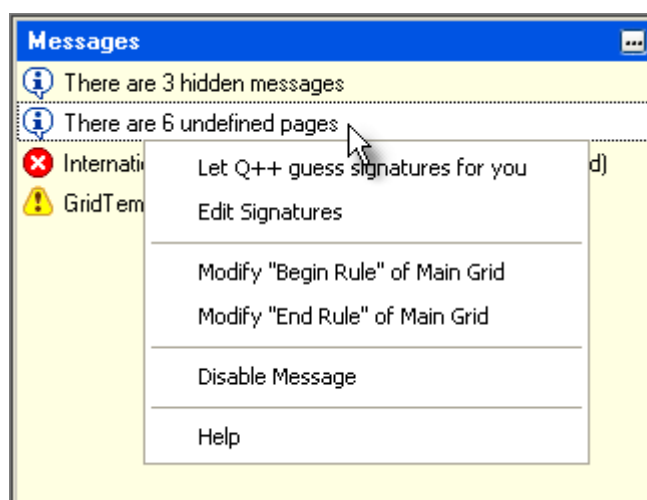 Messages
There are 3 hidden messages
There are 6 undefined pages
d)
Let Q++ guess signatures for you
Edit Signatures
Modify "Begin Rule" of Main Grid
Modify "End Rule" of Main Grid
Disable Message
Help